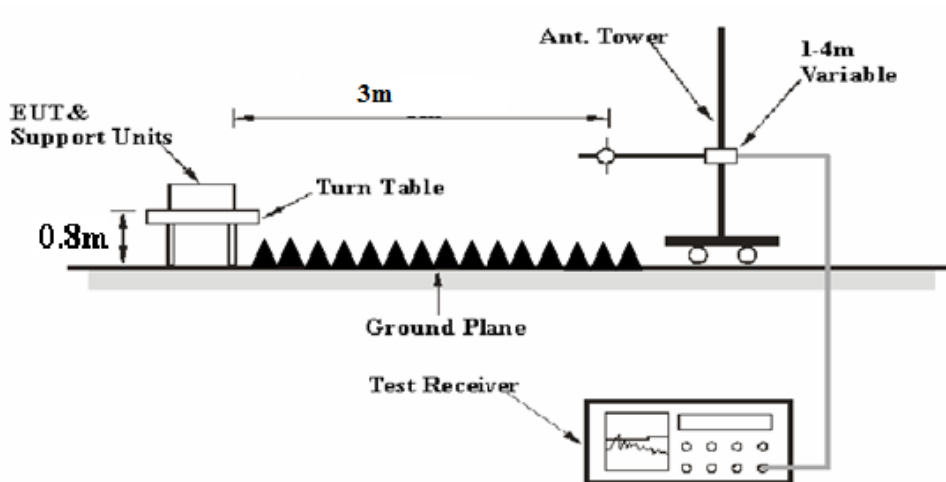 Ant. Tower
1-4m
Variable
3m
EUT&
Support Units
Turn Table
0.8m
Ground Plane
Test Receiver